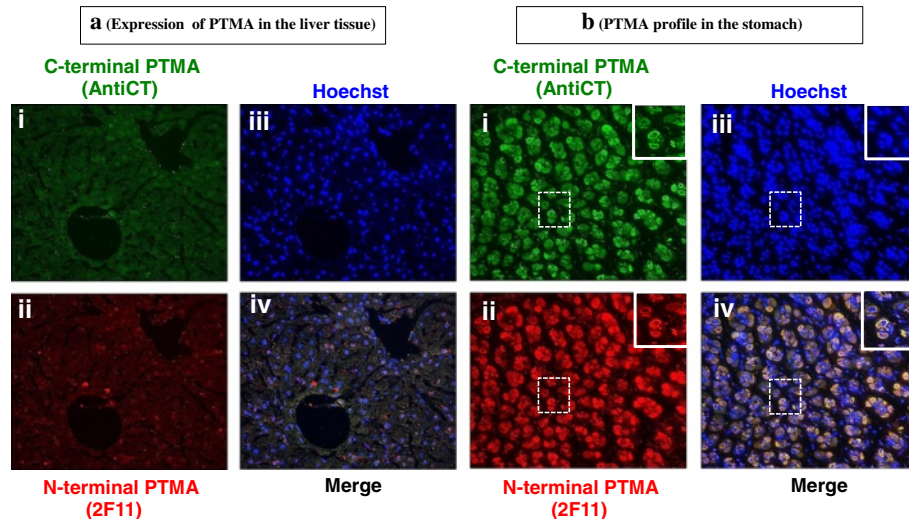 a (Expression of PTMA in the liver tissue)
C-terminal PTMA
(AntiCT)
Hoechst
i
iii
ii
iv
N-terminal PTMA
(2F11)
Merge
b (PTMA profile in the stomach)
C-terminal PTMA
(AntiCT)
Hoechst
i
iii
ii
iv
N-terminal PTMA
(2F11)
Merge